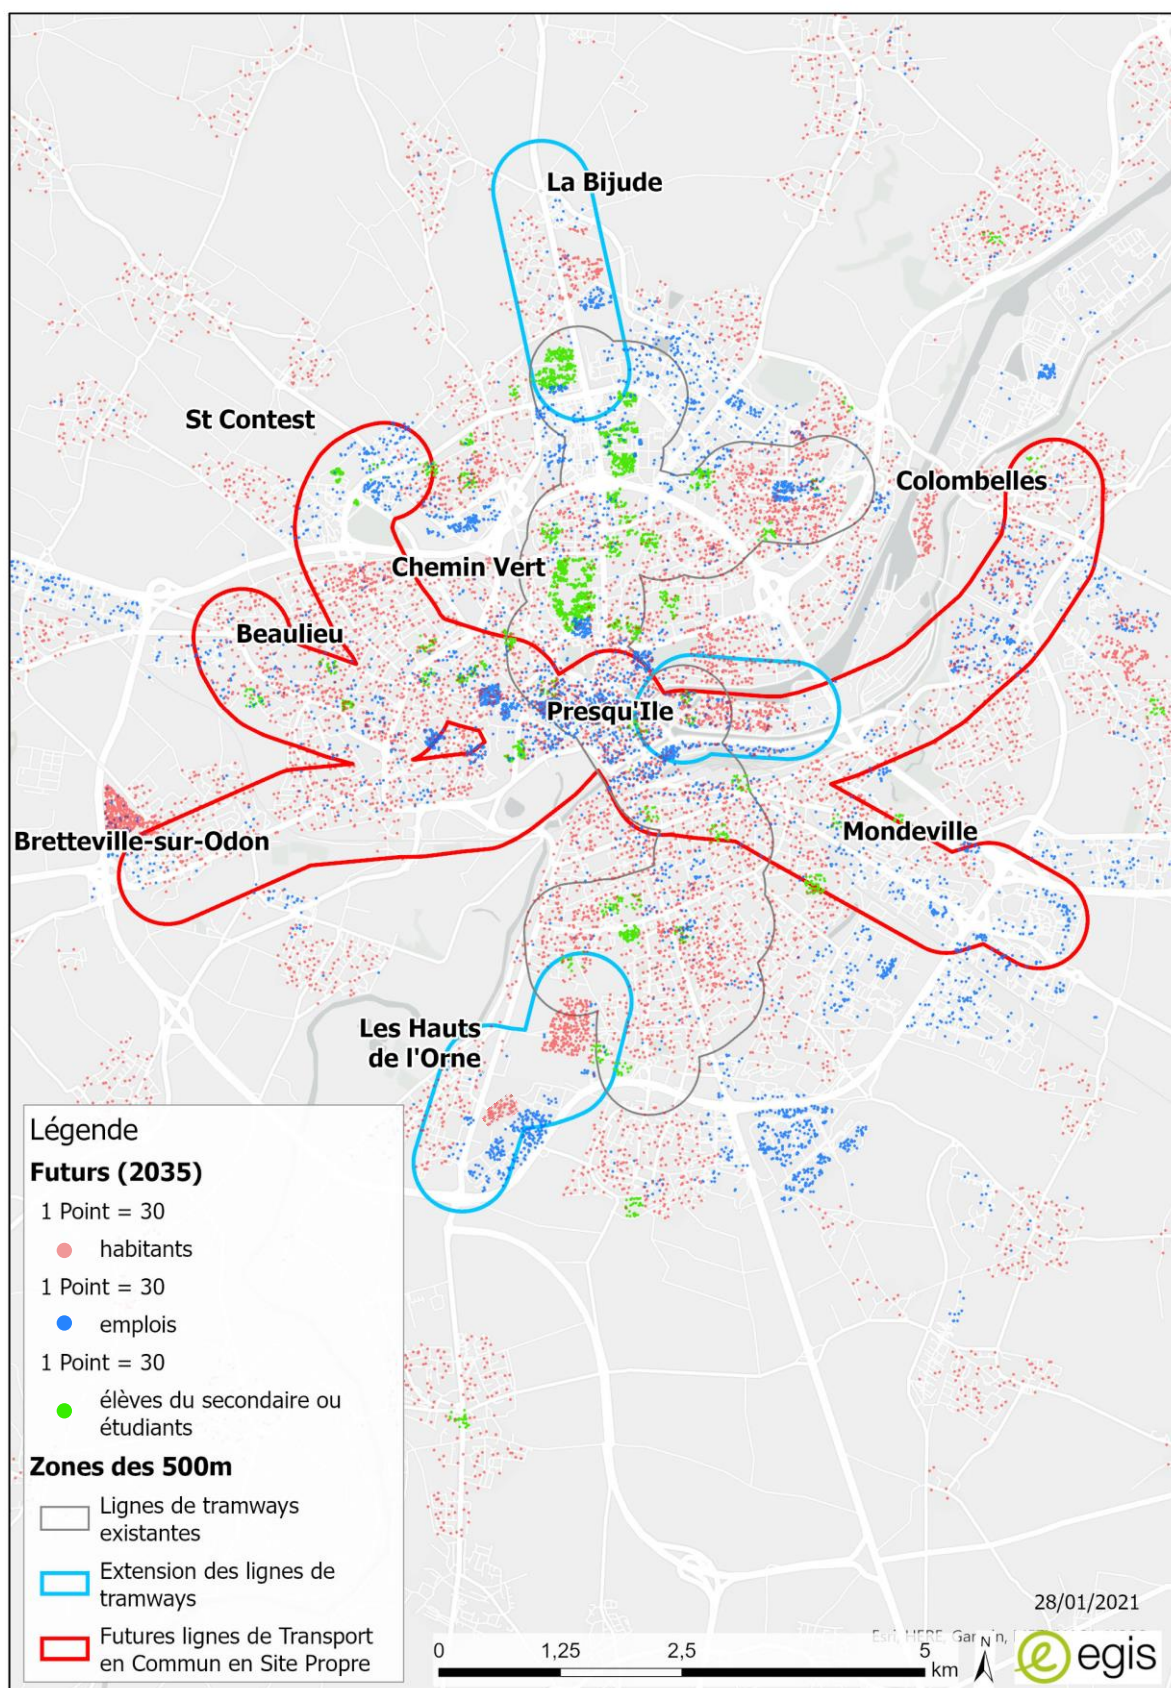 La Bijude
St Contest
Colombelles
Chemin Vert
Beaulieu
Presqu'Ile
Mondeville
Bretteville-sur-Odon
Les Hauts
de l'Orne
Légende
Futurs (2035)
1 Point = 30
habitants
1 Point = 30
emplois
1 Point = 30
élèves du secondaire ou
étudiants
Zones des 500m
Lignes de tramways
existantes
Extension des lignes de
tramways
Futures lignes de Transport
en Commun en Site Propre
28/01/2021
Esri, HERE,
0 1,25 2,5 5
km
N
egis